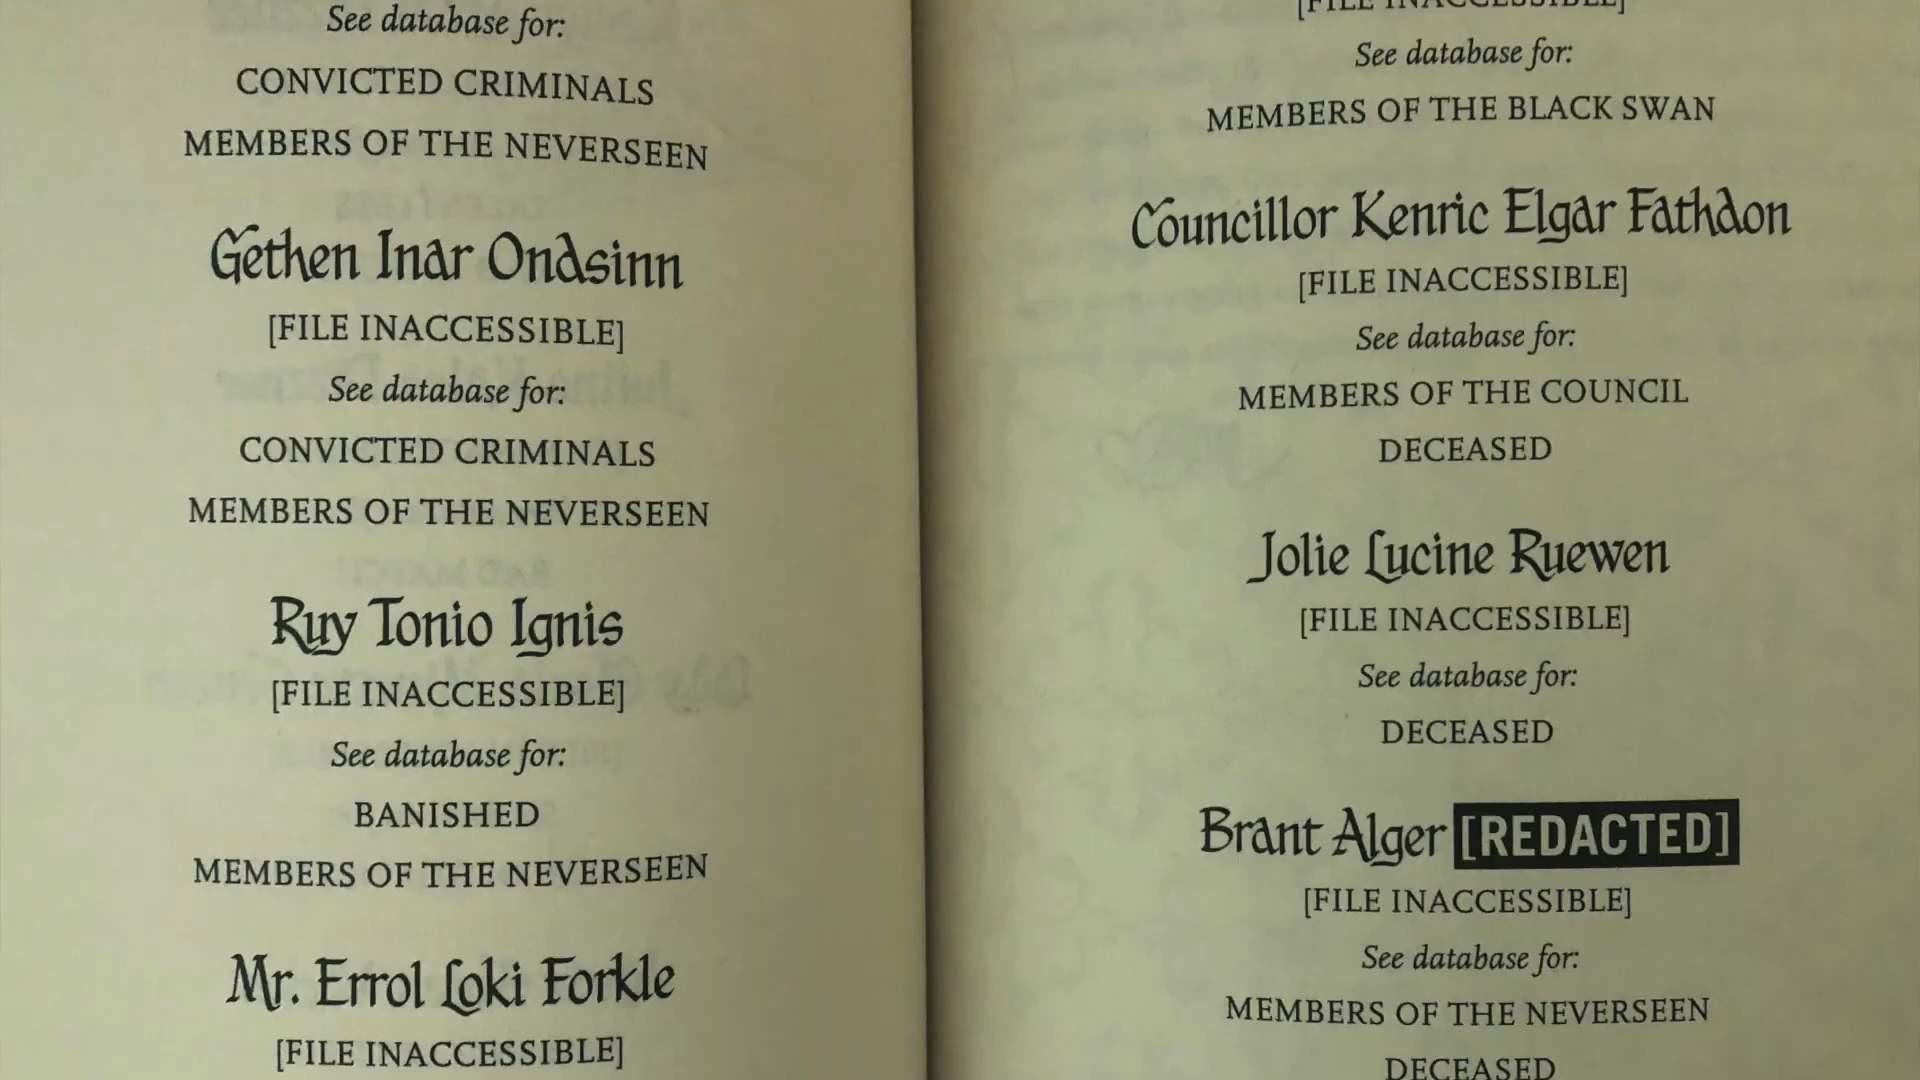 See database for:
CONVICTED CRIMINALS
MEMBERS OF THE NEVERSEEN
Gethen Inar Ondsinn
[FILE INACCESSIBLE]
See database for:
CONVICTED CRIMINALS
MEMBERS OF THE NEVERSEEN
Ruy Tonio Ignis
[FILE INACCESSIBLE]
See database for:
BANISHED
MEMBERS OF THE NEVERSEEN
Mr. Errol Loki Forkle
[FILE INACCESSIBLE]
[FILE INACCESSIBLE]
See database for:
MEMBERS OF THE BLACK SWAN
Councillor Kenric Elgar Fathdon
[FILE INACCESSIBLE]
See database for:
MEMBERS OF THE COUNCIL
DECEASED
Jolie Lucine Ruewen
[FILE INACCESSIBLE]
See database for:
DECEASED
Brant Alger [REDACTED]
[FILE INACCESSIBLE]
See database for:
MEMBERS OF THE NEVERSEEN
DECEASED